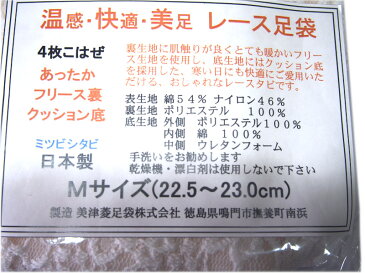 温感・快適・美足 レース足袋
4枚こはぜ
あったか
フリース裏
クッション底
ミツビシタビ
日本製
裏生地に肌触りが良くとても暖かいフリー
ス生地を使用し、底生地にはクッション底
を採用した、寒い日にも快適にご愛用いた
だける、おしゃれなレースタビです。
表生地 綿54% ナイロン46%
裏生地 ポリエステル 100%
底生地 外側 ポリエステル100%
内側 綿 100%
中側 ウレタンフォーム
手洗いをお勧めします
乾燥機・漂白剤は使用しないで下さい
Mサイズ(22.5～23.0cm)
製造 美津菱足袋株式会社 徳島県鳴門市撫養町南浜